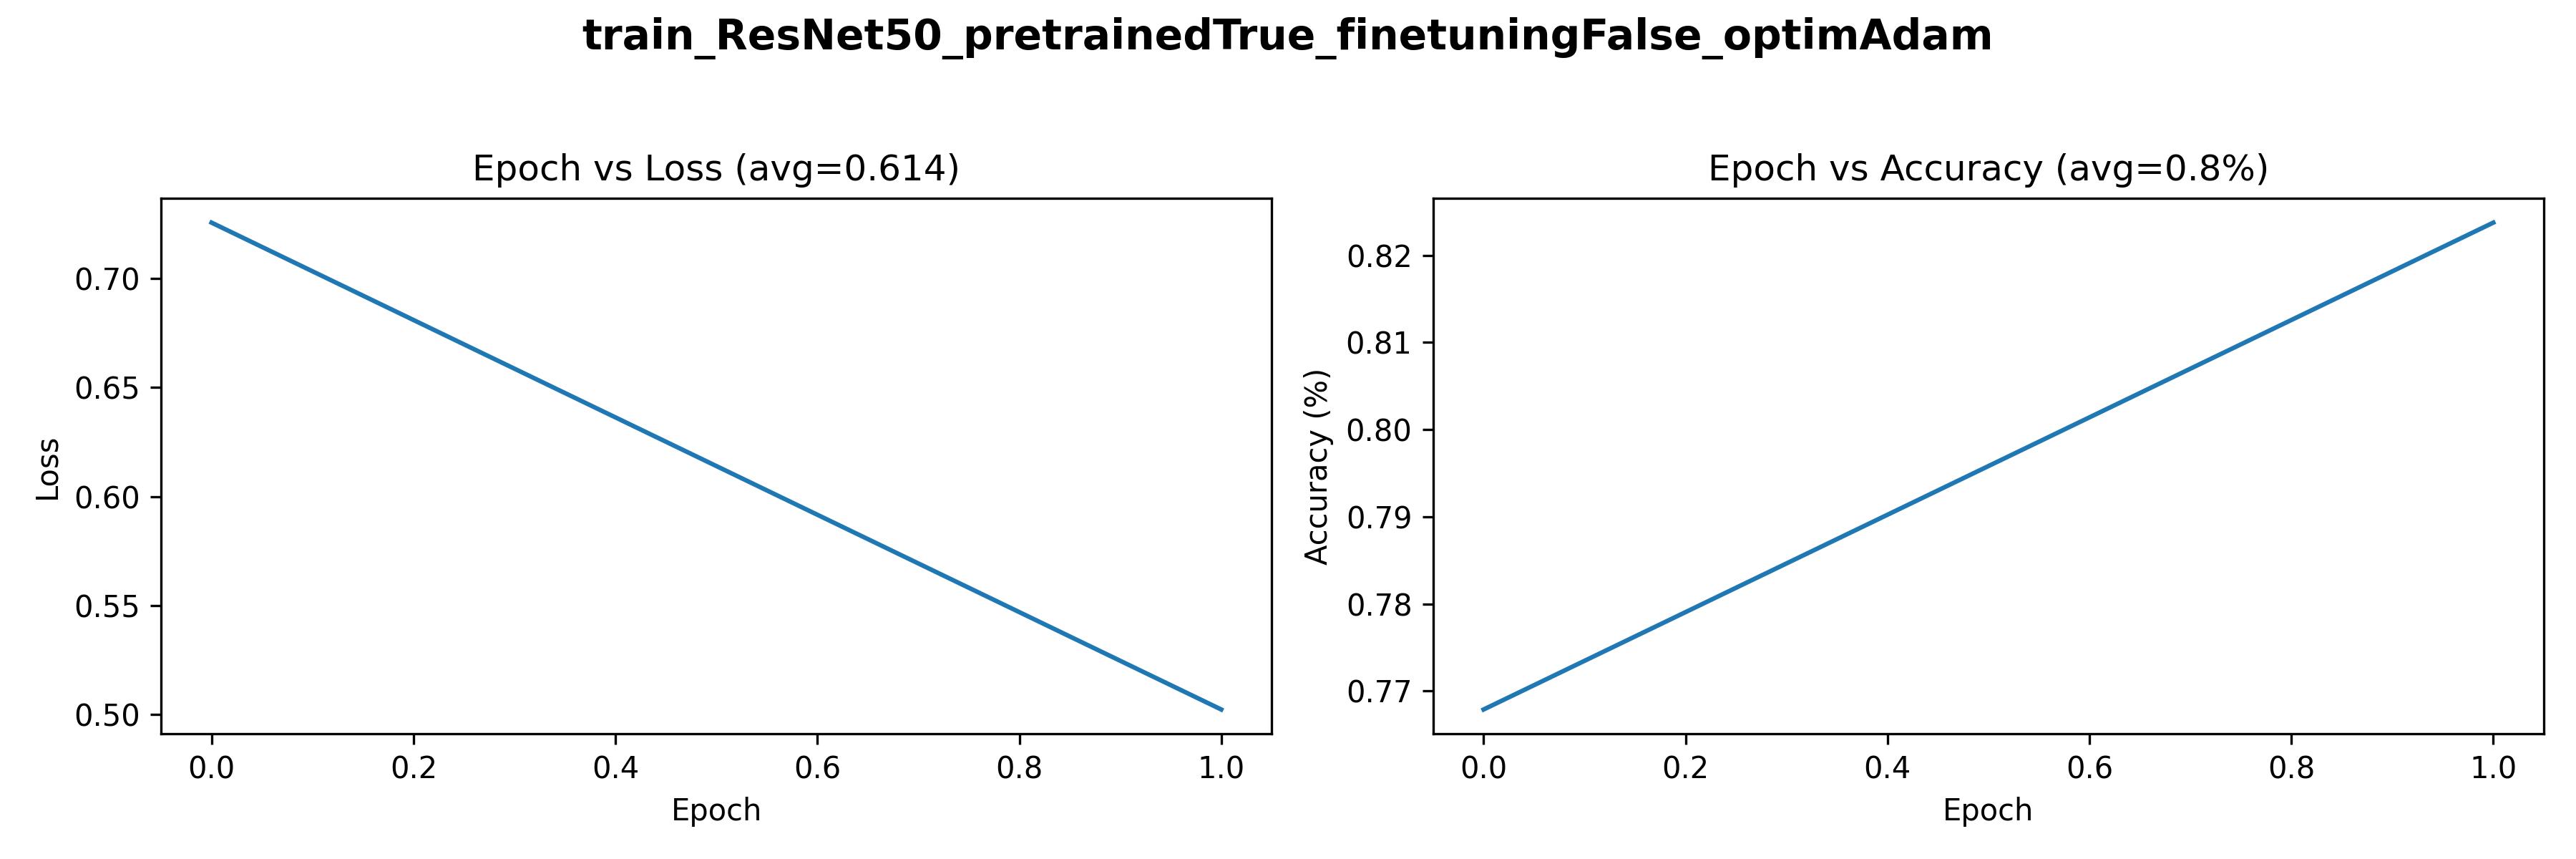 train_ResNet50_pretrainedTrue_finetuningFalse_optimAdam
Epoch vs Loss (avg=0.614)
Loss
0.70
0.65
0.60
0.55
0.50
0.0 0.2 0.4 0.6 0.8 1.0
Epoch
Epoch vs Accuracy (avg=0.8%)
Accuracy (%)
0.82
0.81
0.80
0.79
0.78
0.77
0.0 0.2 0.4 0.6 0.8 1.0
Epoch